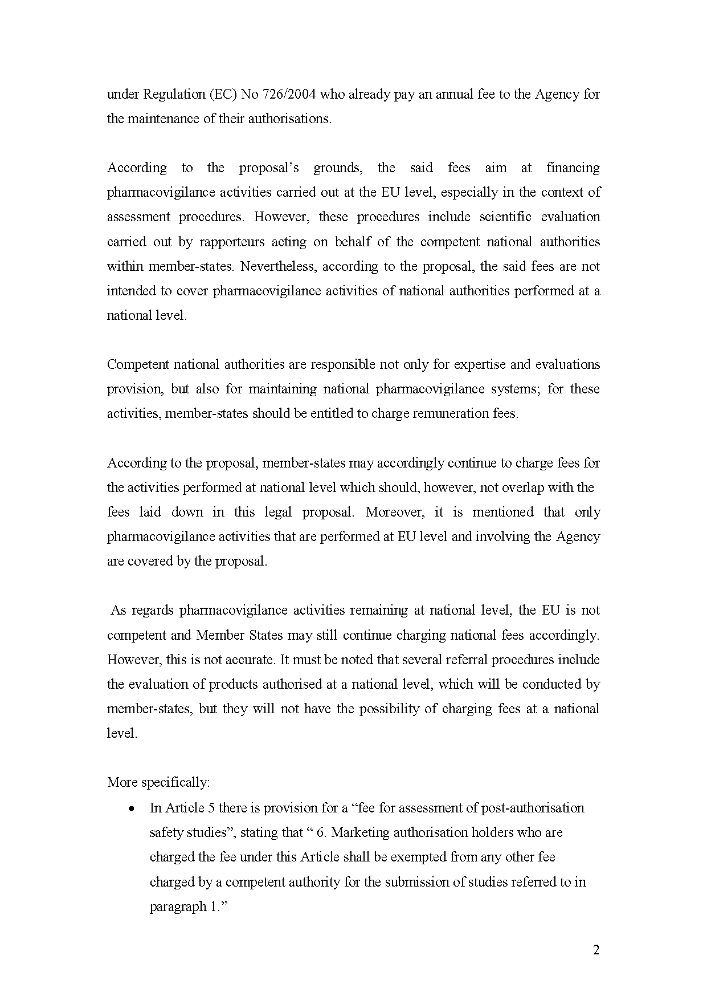 under Regulation (EC) No 726/2004 who already pay an annual fee to the Agency for
the maintenance of their authorisations.
According to the proposal’s grounds, the said fees aim at financing
pharmacovigilance activities carried out at the EU level, especially in the context of
assessment procedures. However, these procedures include scientific evaluation
carried out by rapporteurs acting on behalf of the competent national authorities
within member-states. Nevertheless, according to the proposal, the said fees are not
intended to cover pharmacovigilance activities of national authorities performed at a
national level.
Competent national authorities are responsible not only for expertise and evaluations
provision, but also for maintaining national pharmacovigilance systems; for these
activities, member-states should be entitled to charge remuneration fees.
According to the proposal, member-states may accordingly continue to charge fees for
the activities performed at national level which should, however, not overlap with the
fees laid down in this legal proposal. Moreover, it is mentioned that only
pharmacovigilance activities that are performed at EU level and involving the Agency
are covered by the proposal.
As regards pharmacovigilance activities remaining at national level, the EU is not
competent and Member States may still continue charging national fees accordingly.
However, this is not accurate. It must be noted that several referral procedures include
the evaluation of products authorised at a national level, which will be conducted by
member-states, but they will not have the possibility of charging fees at a national
level.
More specifically:
• In Article 5 there is provision for a “fee for assessment of post-authorisation
safety studies”, stating that “ 6. Marketing authorisation holders who are
charged the fee under this Article shall be exempted from any other fee
charged by a competent authority for the submission of studies referred to in
paragraph 1.”
2